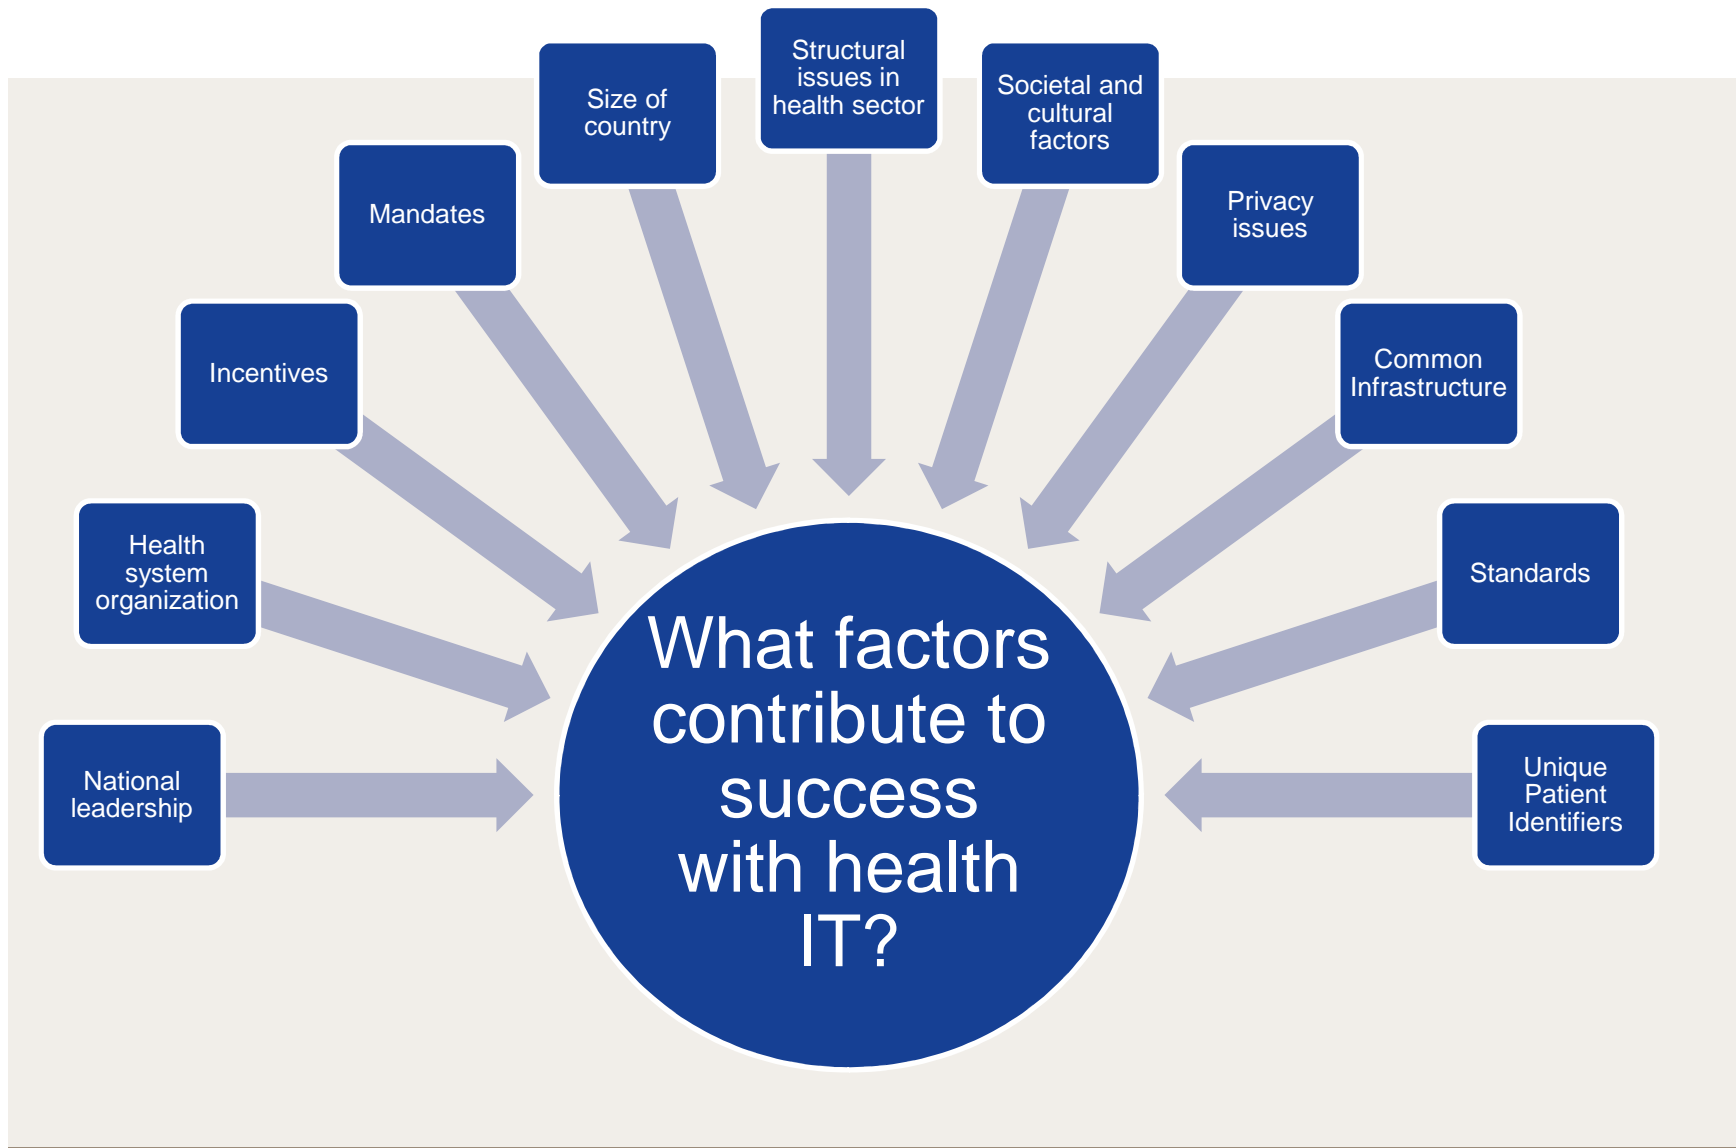 Structural
issues in
health sector
Size of
country
Societal and
cultural
factors
Mandates
Privacy
issues
Incentives
Common
Infrastructure
Health
system
organization
Standards
National
leadership
Unique
Patient
Identifiers
What factors
contribute to
success
with health
IT?